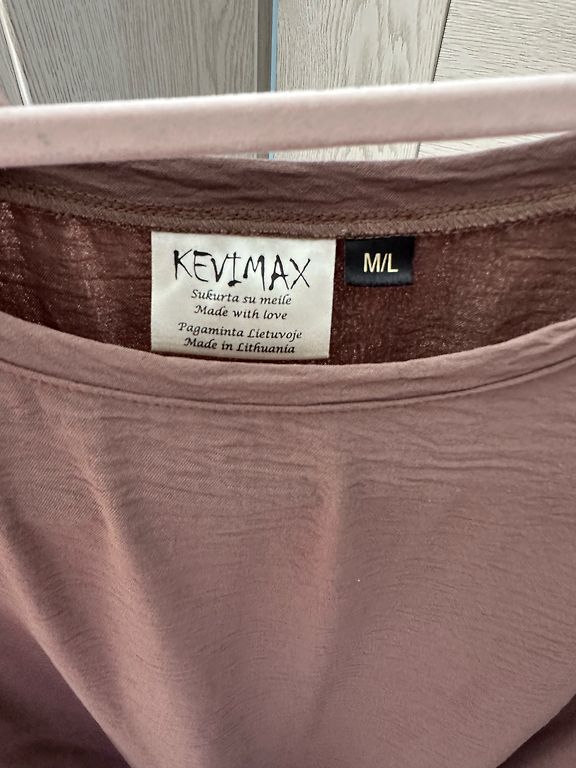 KEVIMAX
Sukurta su meile
Made with love
Pagaminta Lietuvoje
Made in Lithuania
M/L